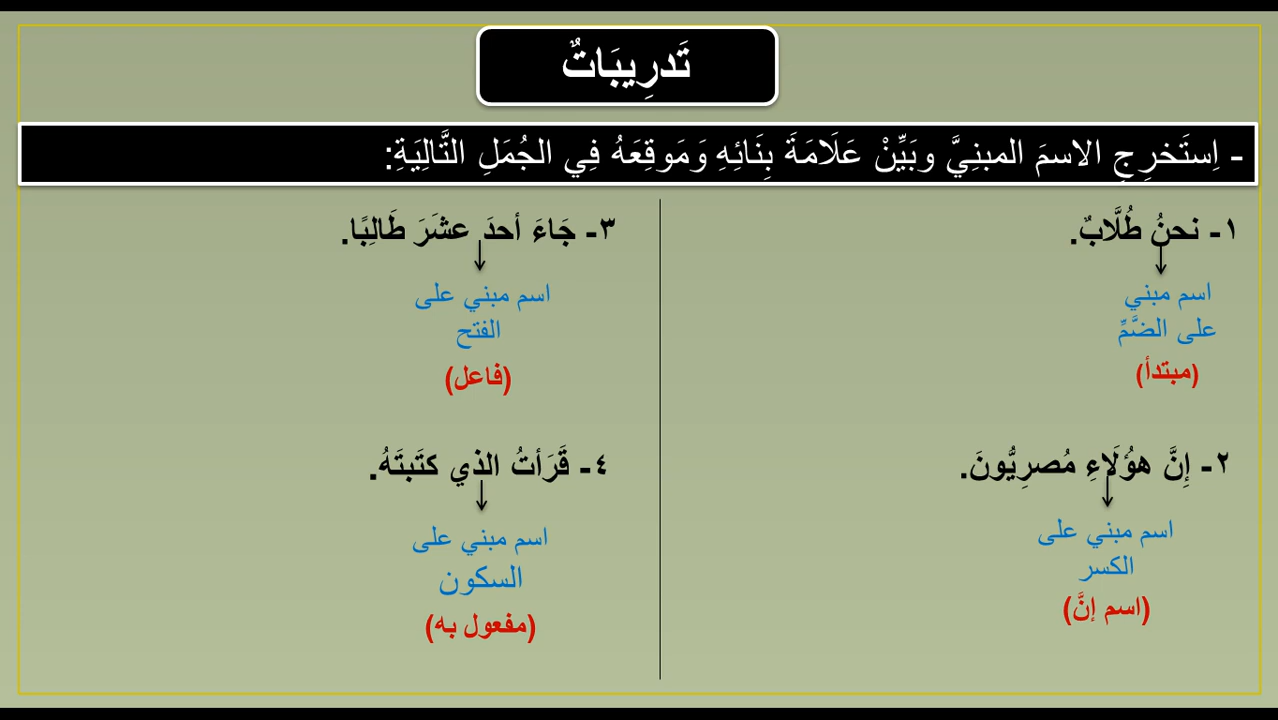 تَدرِيبَاتٌ
- اِستَخرِجِ الاسمَ المبنِيَّ وبَيِّنْ عَلَامَةَ بِنَائِهِ وَمَوقِعَهُ فِي الجُمَلِ التَّالِيَةِ:
١- نحنُ طُلَّابٌ.
اسم مبني
على الضَّمِّ
(مبتدأ)
٢- إِنَّ هؤُلَاءِ مُصرِيُّونَ.
اسم مبني على
الكسر
(اسم إنَّ)
٣- جَاءَ أحدَ عشَرَ طَالِبًا.
اسم مبني على
الفتح
(فاعل)
٤- قَرَأتُ الذي كتَبتَهُ.
اسم مبني على
السكون
(مفعول به)